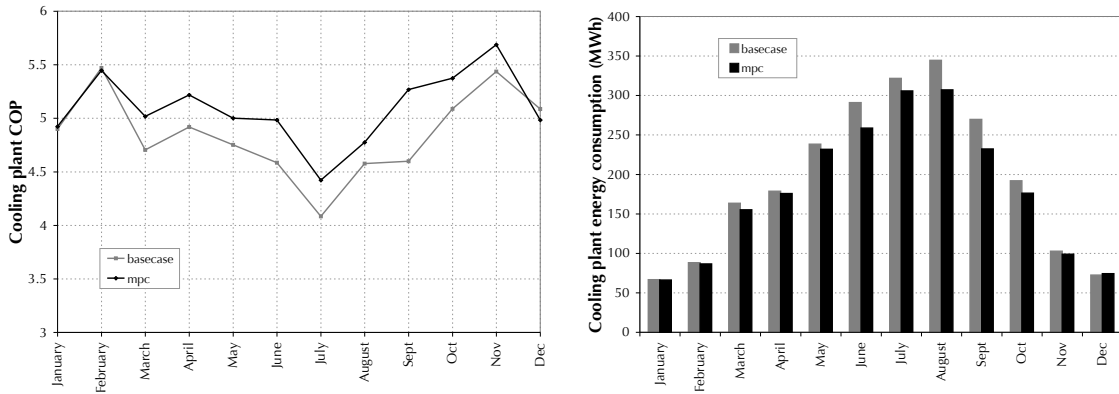 Cooling plant COP
6
5.5
5
4.5
4
3.5
3
basecase
mpc
January
February
March
April
May
June
July
August
Sept
Oct
Nov
Dec
Cooling plant energy consumption (MWh)
400
350
300
250
200
150
100
50
0
basecase
mpc
January
February
March
April
May
June
July
August
Sept
Oct
Nov
Dec